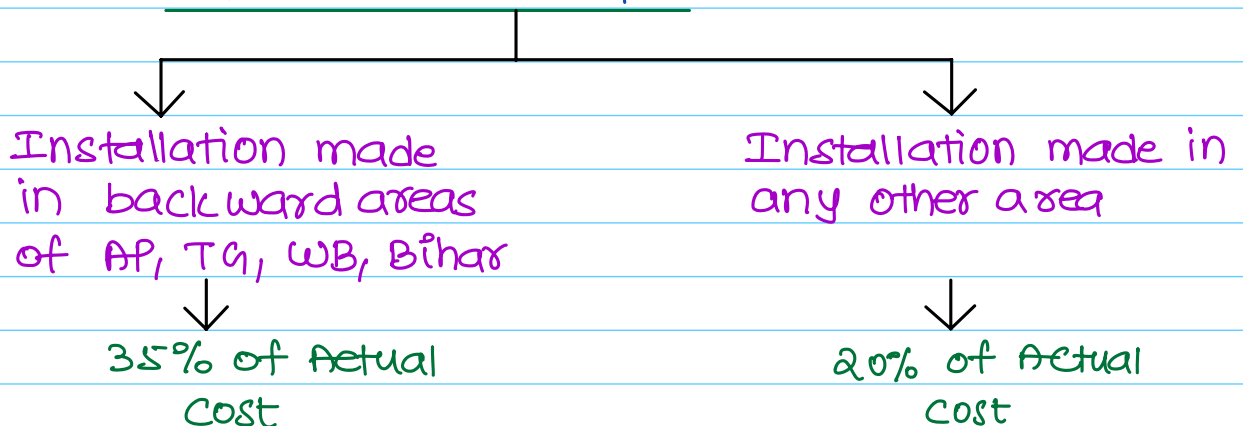 Installation made
in backward areas
of AP, TG, WB, Bihar
35% of Actual
Cost
Installation made in
any other area
20% of Actual
Cost